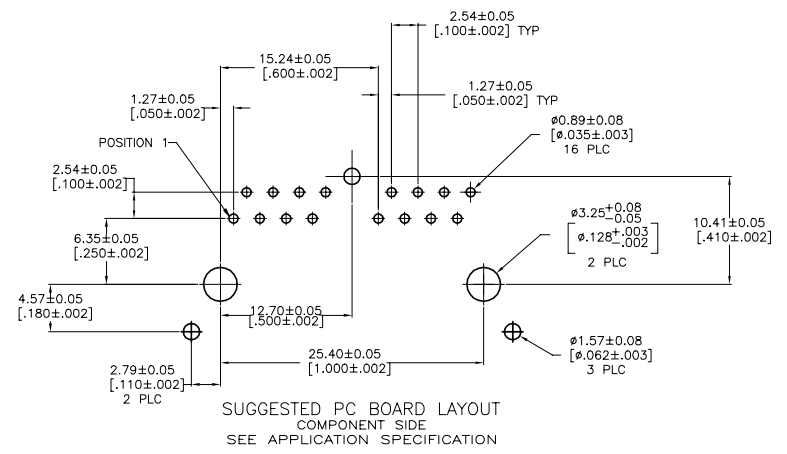 2.54±0.05
[.100±.002] TYP
15.24±0.05
[.600±.002]
1.27±0.05
[.050±.002] TYP
1.27±0.05
[.050±.002]
ø0.89±0.08
[ø.035±.003]
16 PLC
POSITION 1
2.54±0.05
[.100±.002]
ø3.25+0.08
-0.05
[ø.128+.003
-.002]
2 PLC
10.41±0.05
[.410±.002]
6.35±0.05
[.250±.002]
4.57±0.05
[.180±.002]
12.70±0.05
[.500±.002]
ø1.57±0.08
[ø.062±.003]
3 PLC
25.40±0.05
[1.000±.002]
2.79±0.05
[.110±.002]
2 PLC
SUGGESTED PC BOARD LAYOUT
COMPONENT SIDE
SEE APPLICATION SPECIFICATION